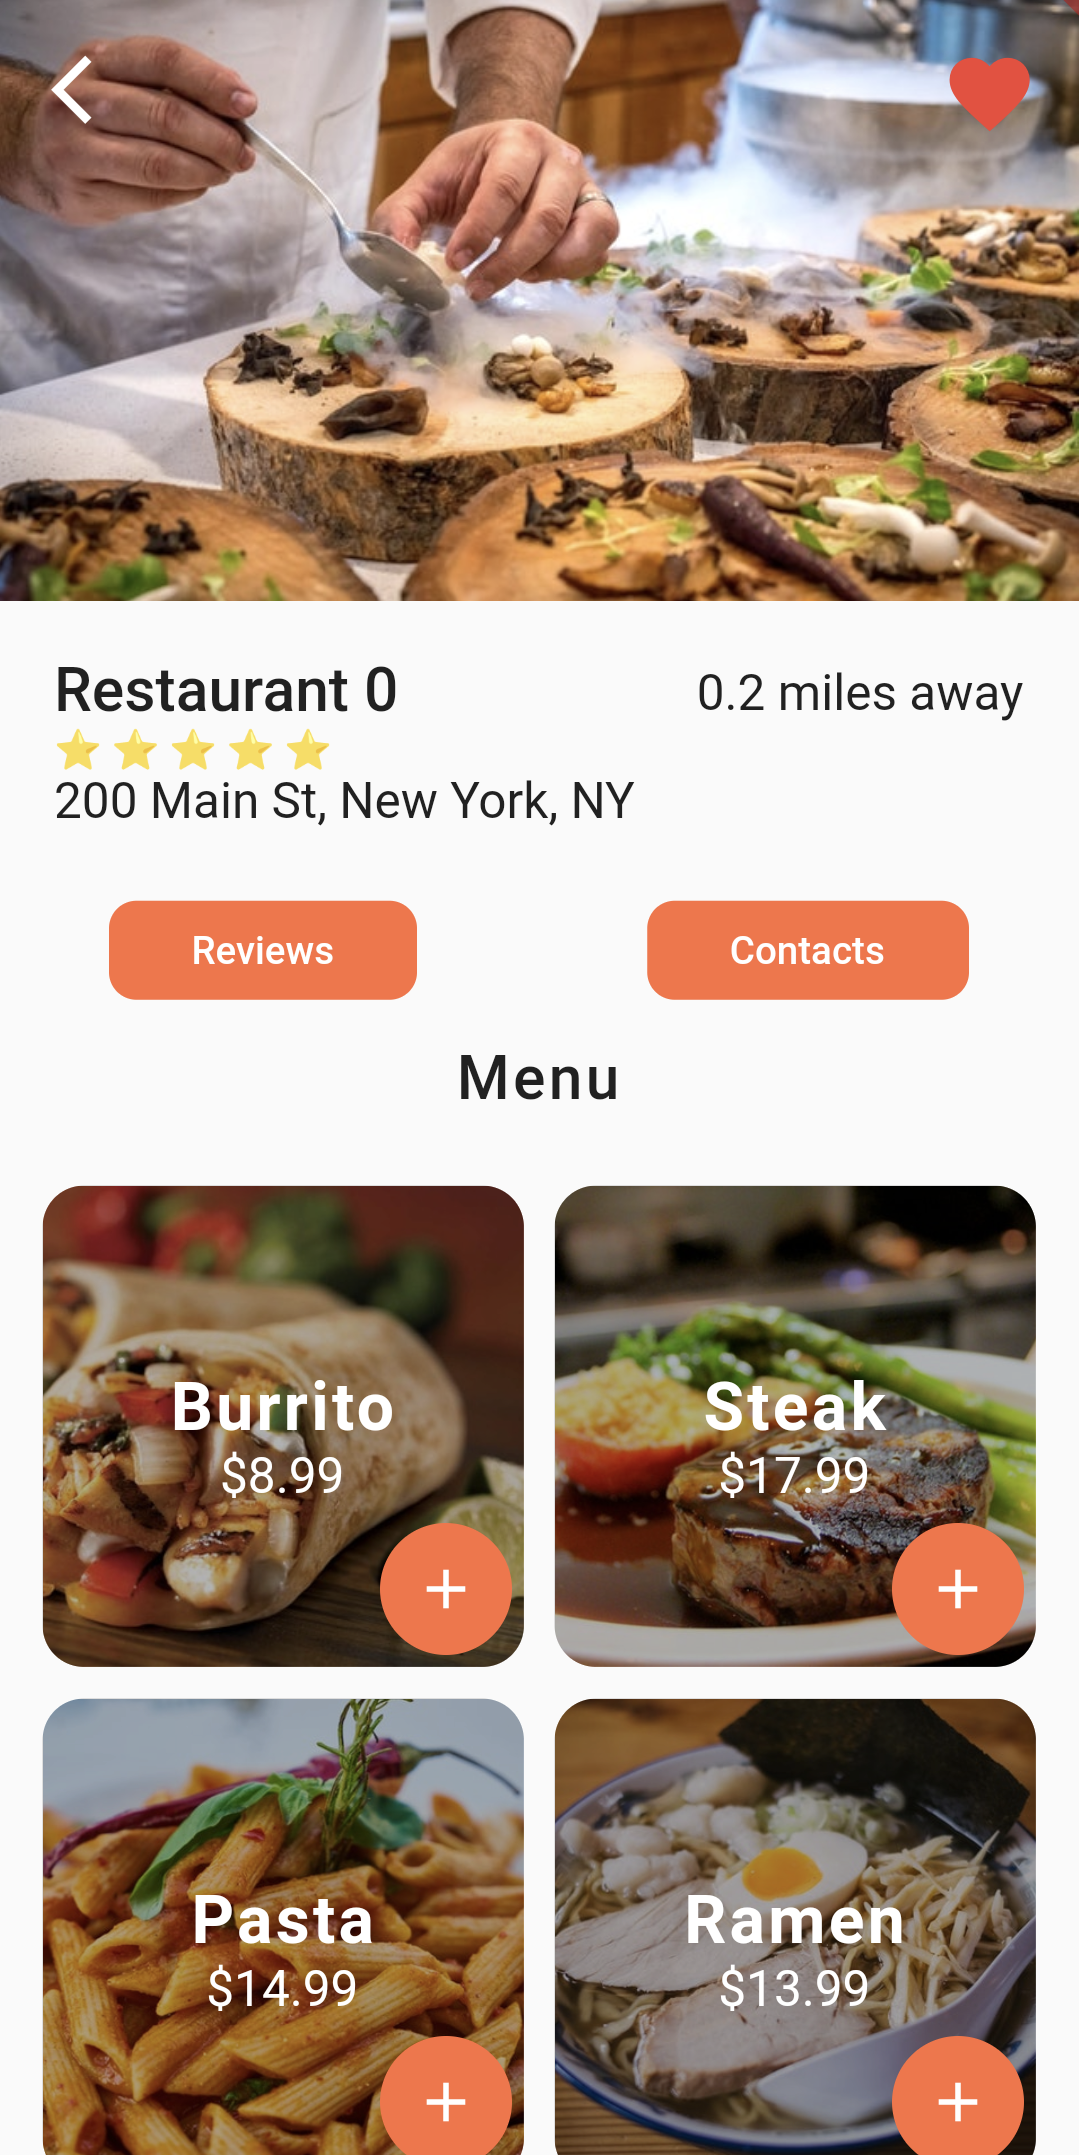 Restaurant 0
0.2 miles away
⭐⭐⭐⭐⭐
200 Main St, New York, NY
Reviews
Contacts
Menu
Burrito
$8.99
+
Steak
$17.99
+
Pasta
$14.99
+
Ramen
$13.99
+